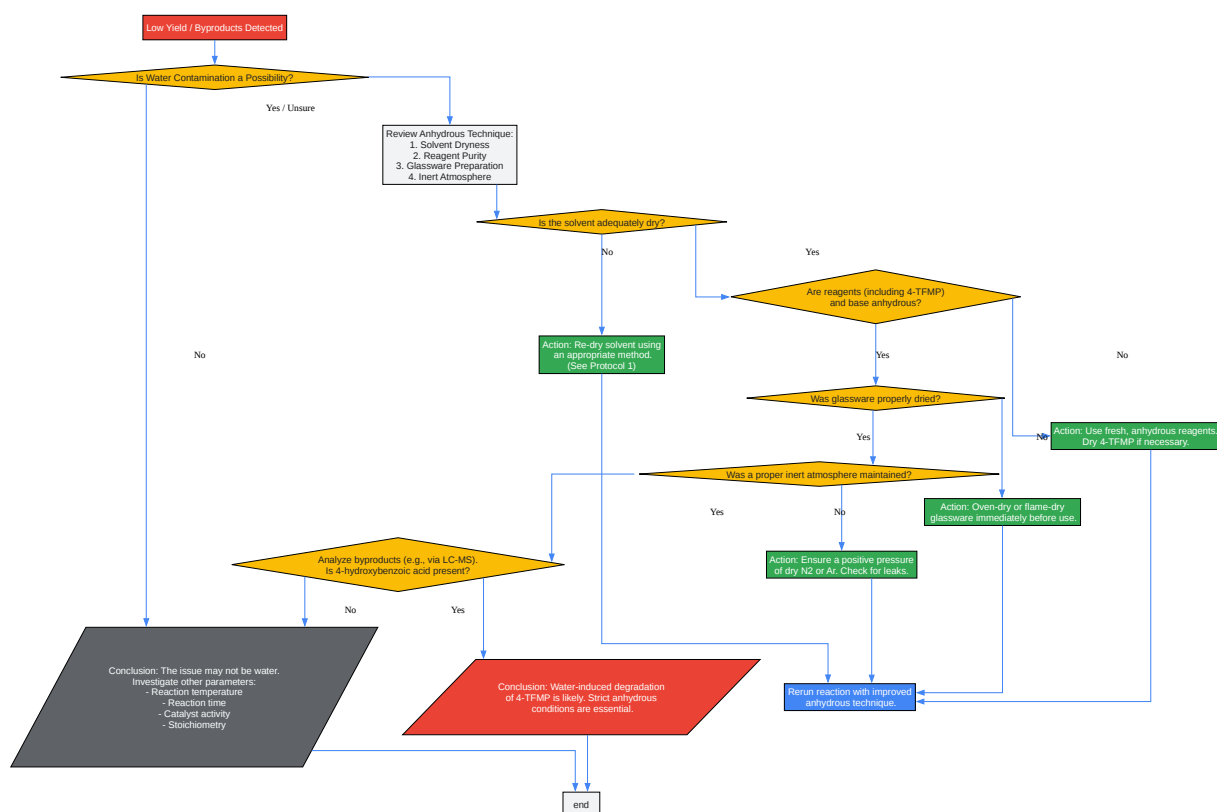 Low Yield / Byproducts Detected
Is Water Contamination a Possibility?
Yes / Unsure
Review Anhydrous Technique:
1. Solvent Dryness
2. Reagent Purity
3. Glassware Preparation
4. Inert Atmosphere
Is the solvent adequately dry?
No
Yes
Are reagents (including 4-TFMP)
and base anhydrous?
No
Action: Re-dry solvent using
an appropriate method.
(See Protocol 1)
Yes
No
Was glassware properly dried?
Action: Use fresh, anhydrous reagents.
Dry 4-TFMP if necessary.
Yes
No
Was a proper inert atmosphere maintained?
Yes
No
Action: Oven-dry or flame-dry
glassware immediately before use.
Analyze byproducts (e.g., via LC-MS).
Is 4-hydroxybenzoic acid present?
Action: Ensure a positive pressure
of dry N2 or Ar. Check for leaks.
No
Yes
Conclusion: The issue may not be water.
Investigate other parameters:
- Reaction temperature
- Reaction time
- Catalyst activity
- Stoichiometry
Conclusion: Water-induced degradation
of 4-TFMP is likely. Strict anhydrous
conditions are essential.
Rerun reaction with improved
anhydrous technique.
end